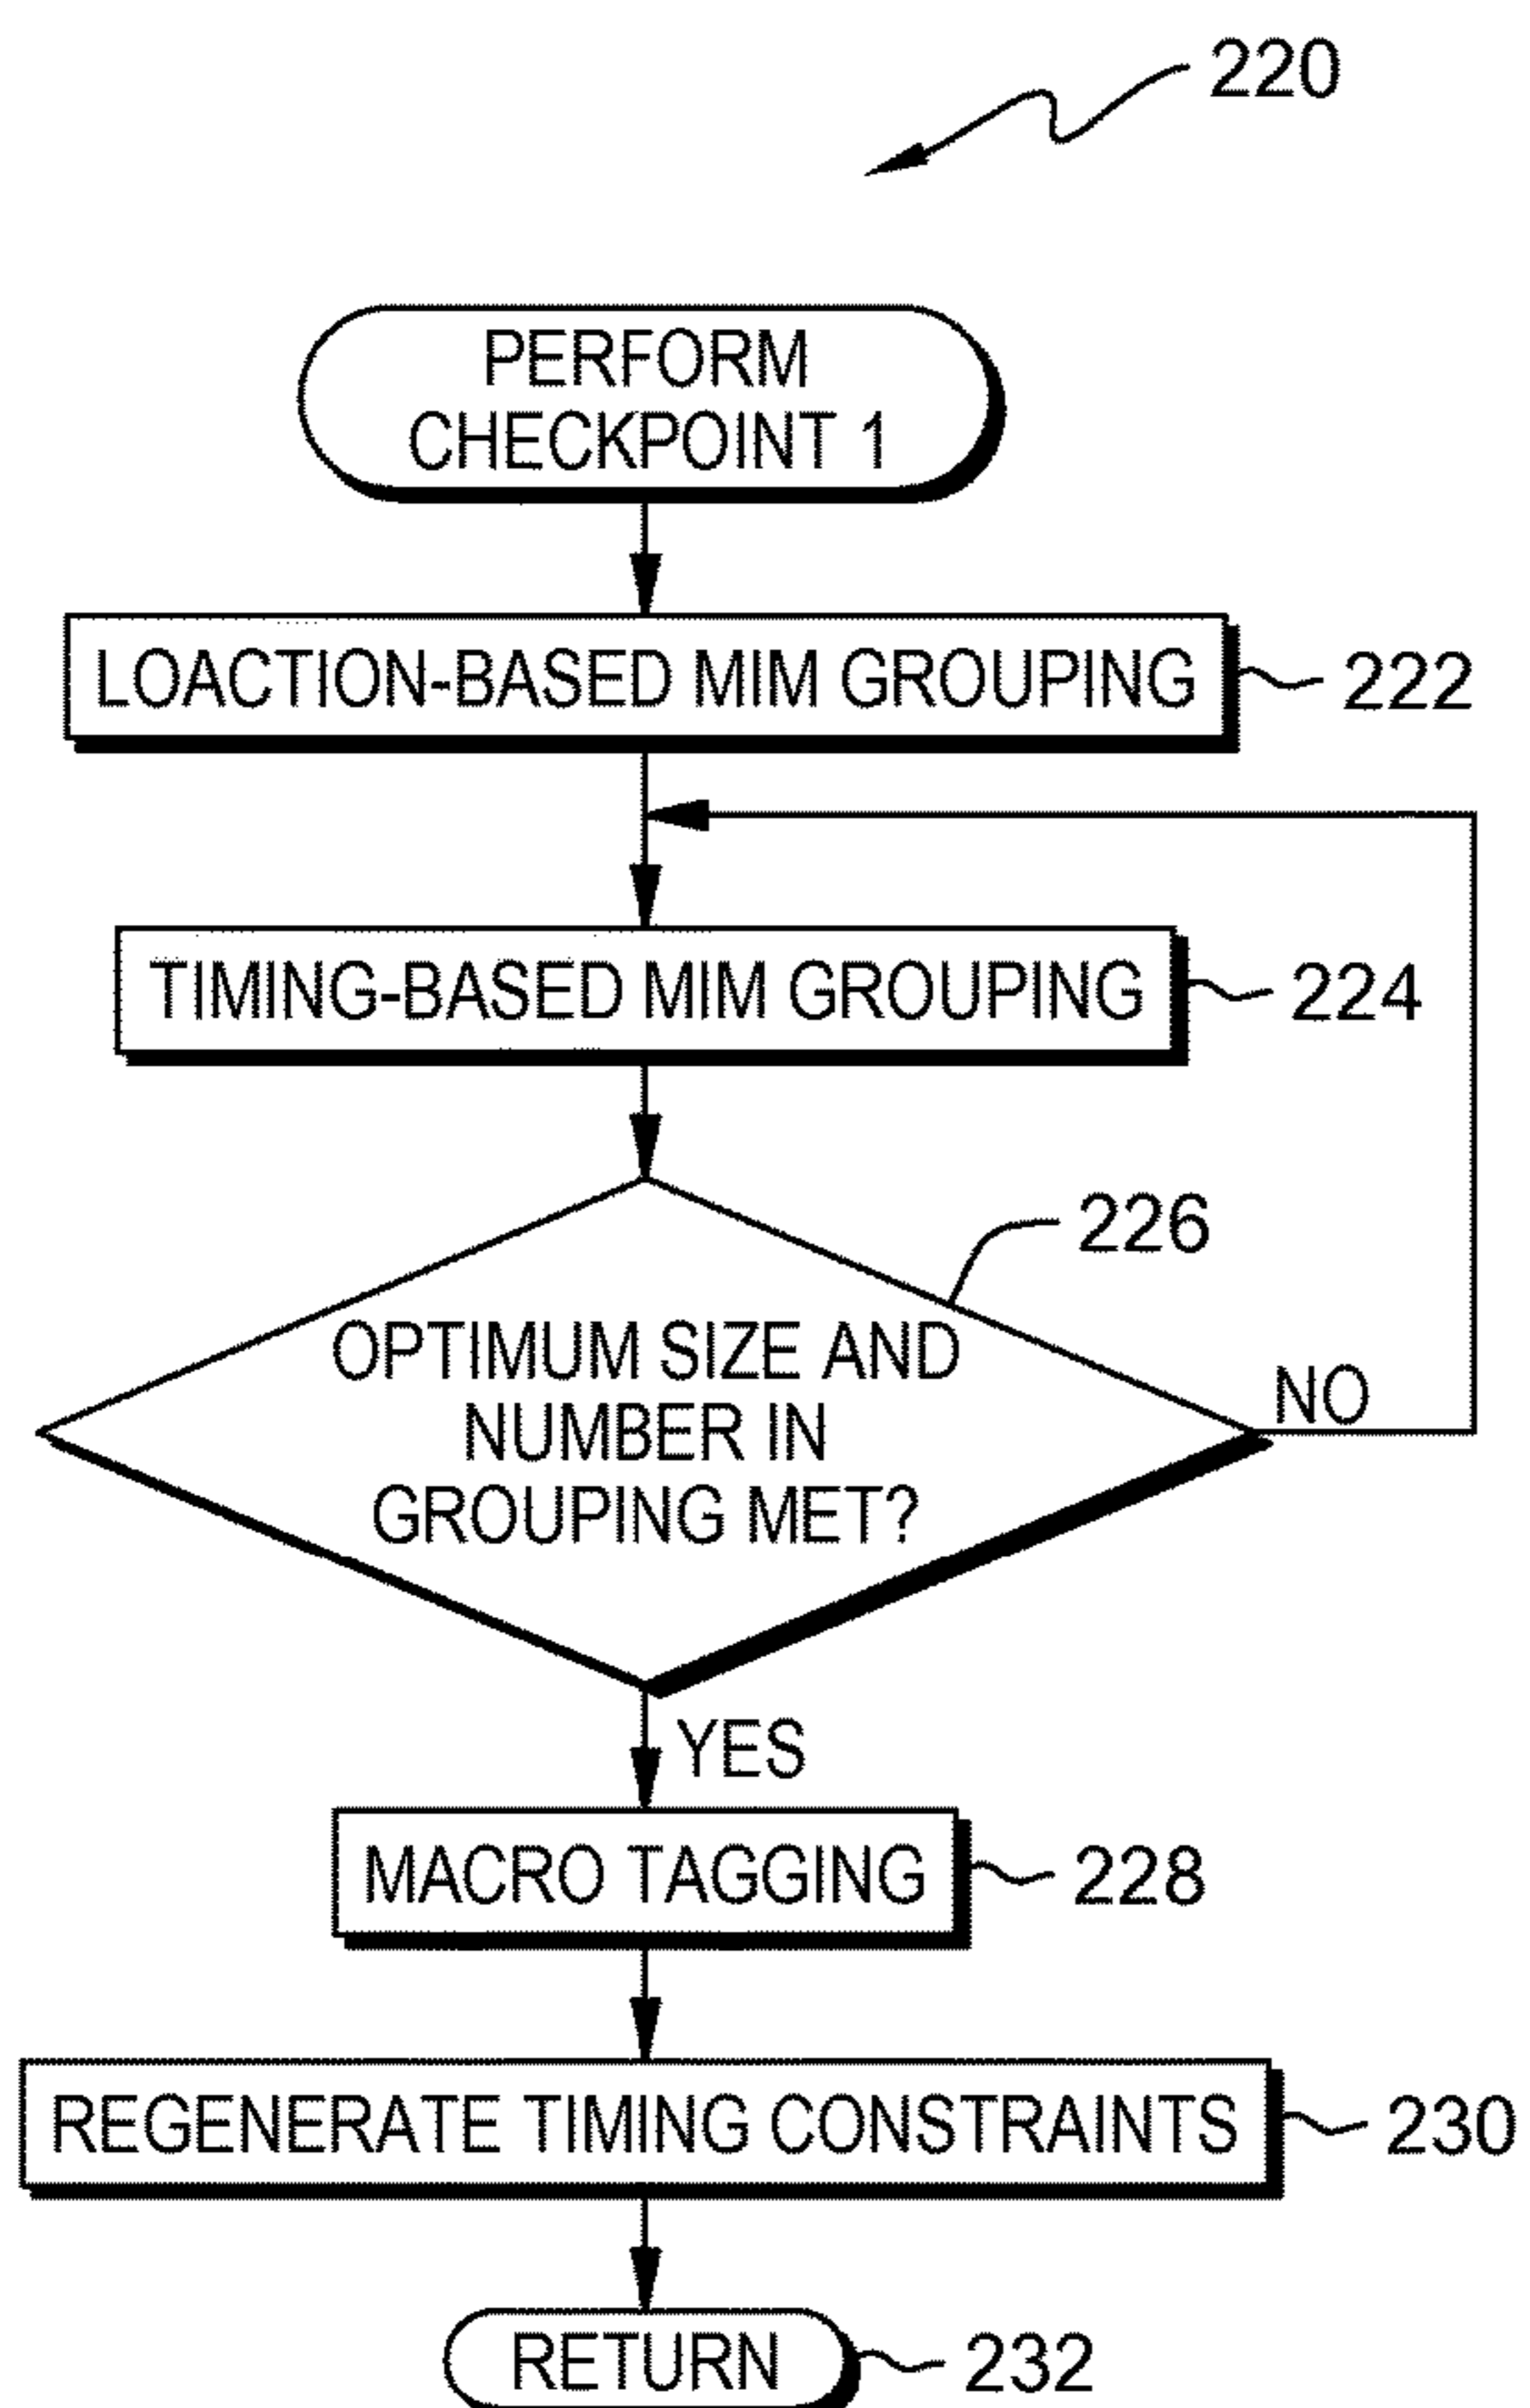 220
PERFORM
CHECKPOINT 1
LOACTION-BASED MIM GROUPING
222
TIMING-BASED MIM GROUPING
224
226
OPTIMUM SIZE AND
NUMBER IN
GROUPING MET?
NO
YES
MACRO TAGGING
228
REGENERATE TIMING CONSTRAINTS
230
RETURN
232